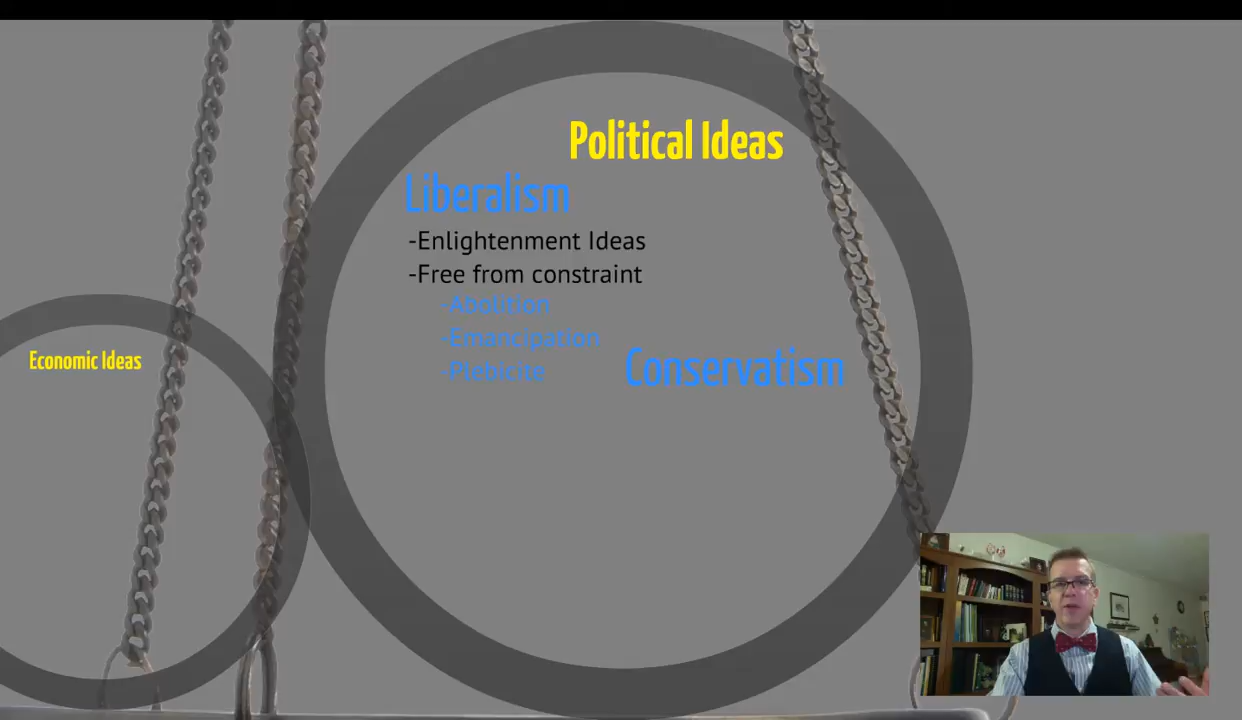 Political Ideas
Liberalism
-Enlightenment Ideas
-Free from constraint
-Abolition
-Emancipation
-Plebicite
Conservatism
Economic Ideas